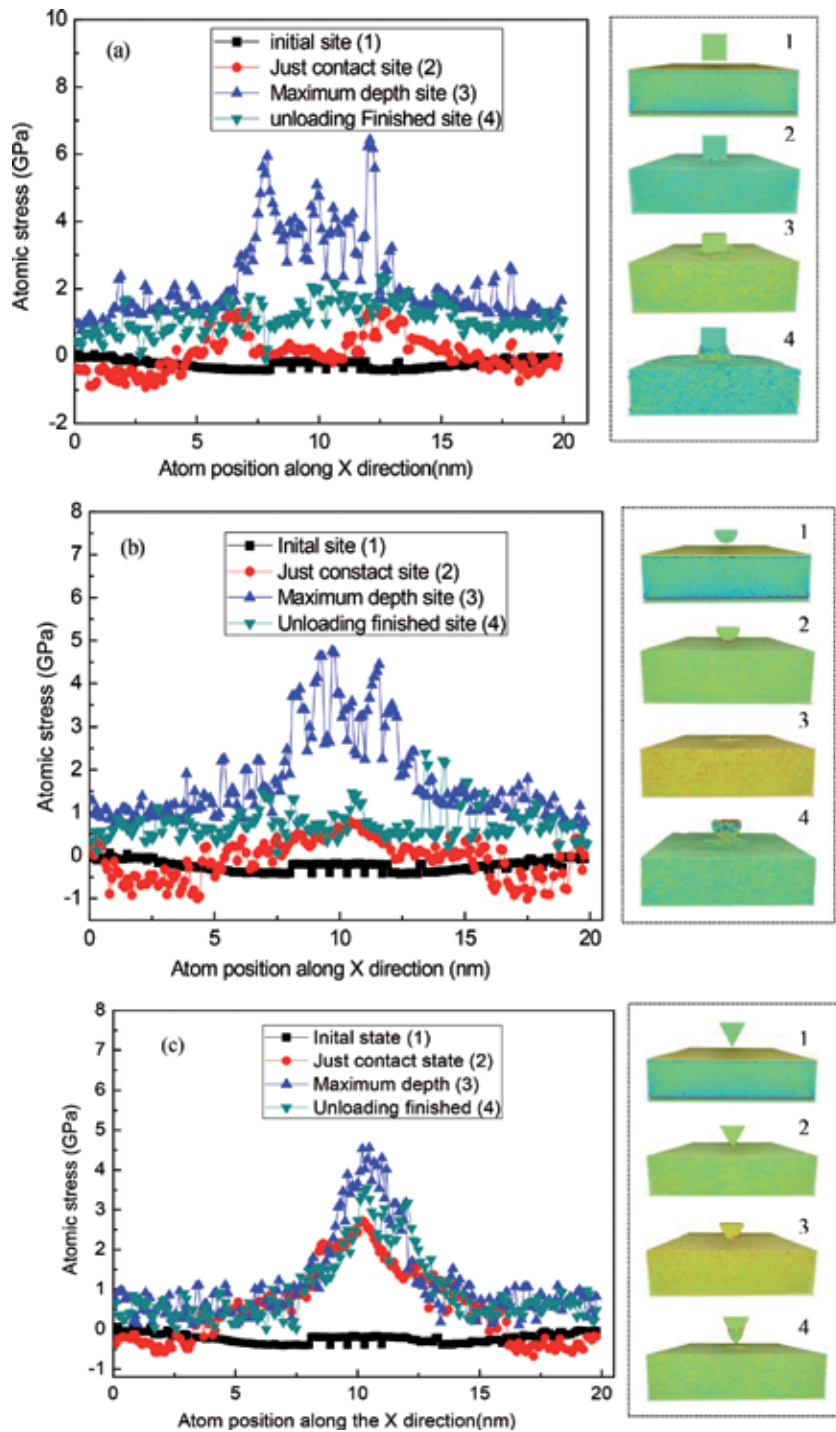 (a)
initial site (1)
Just contact site (2)
Maximum depth site (3)
unloading Finished site (4)
Atomic stress (GPa)
10
8
6
4
2
0
-2
0 5 10 15 20
Atom position along X direction(nm)
1
2
3
4
(b)
Inital site (1)
Just constact site (2)
Maximum depth site (3)
Unloading finished site (4)
Atomic stress (GPa)
8
7
6
5
4
3
2
1
0
-1
0 5 10 15 20
Atom position along X direction (nm)
1
2
3
4
(c)
Inital state (1)
Just contact state (2)
Maximum depth (3)
Unloading finished (4)
Atomic stress (GPa)
8
7
6
5
4
3
2
1
0
-1
0 5 10 15 20
Atom position along the X direction(nm)
1
2
3
4